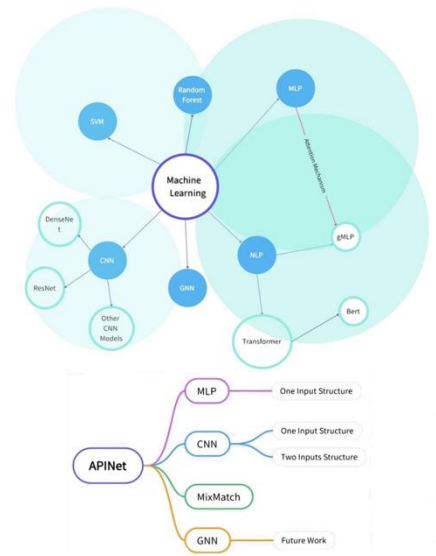 Random
Forest
MLP
SVM
Attention Mechanism
Machine
Learning
DenseNe
t
gMLP
CNN
NLP
ResNet
GNN
Other
CNN
Models
Bert
Transformer
MLP
One Input Structure
One Input Structure
CNN
Two Inputs Structure
APINet
MixMatch
GNN
Future Work